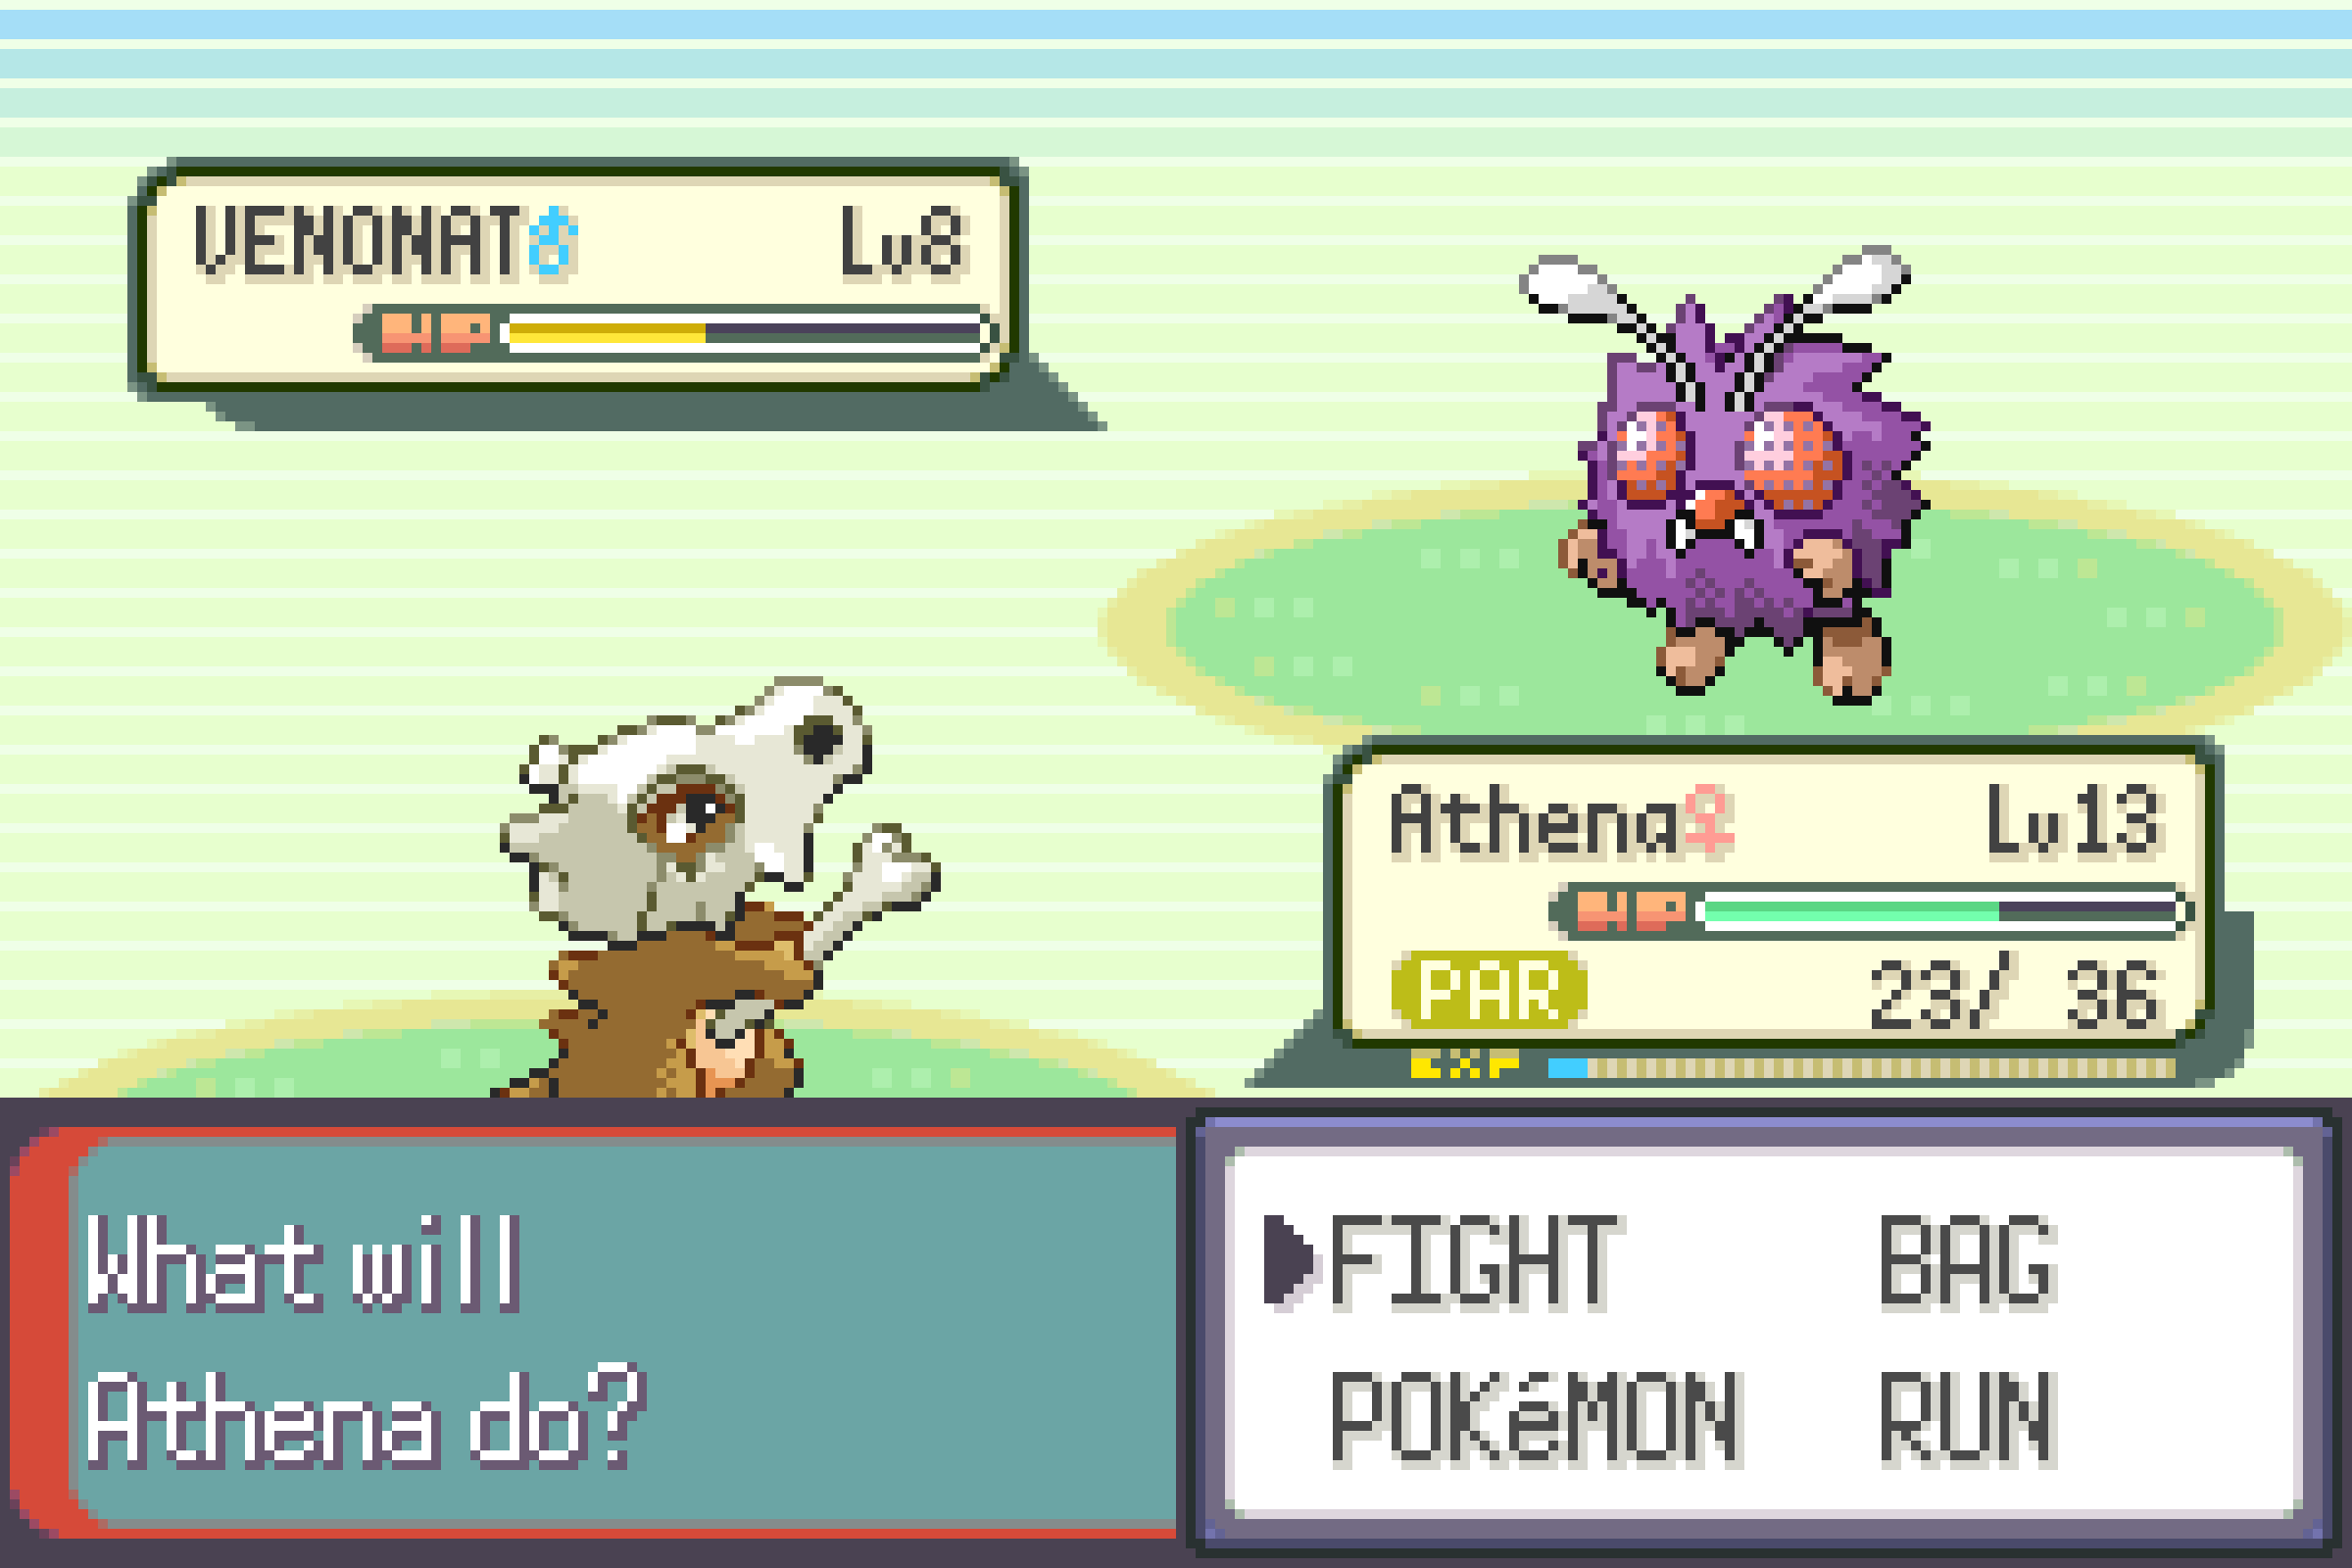 VENONAT♂ Lv8
HP
Athena♀ Lv13
HP
PAR 23/ 36
EXP
What will
Athena do?
FIGHT BAG
POKéMON RUN